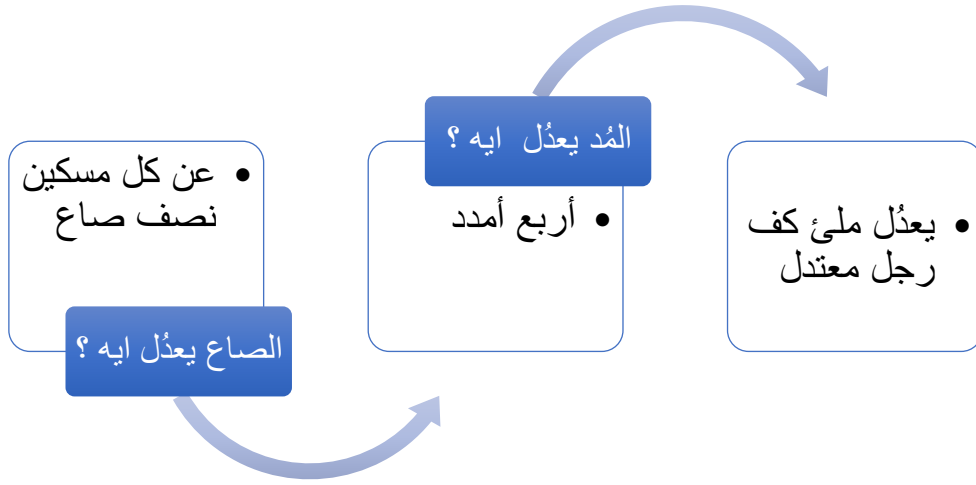 • عن كل مسكين
نصف صاع
الصاع يعدُل ايه ؟
المُد يعدُل ايه ؟
• أربع أمدد
• يعدُل ملئ كف
رجل معتدل